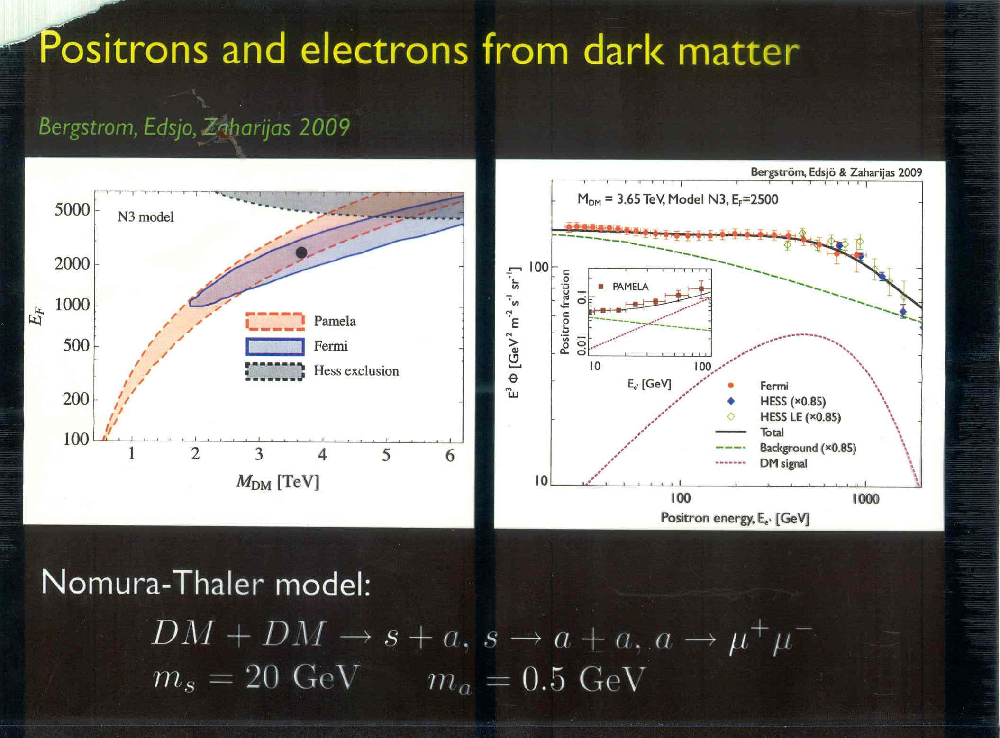 Positrons and electrons from dark matter
Bergstrom, Edsjo, Zaharijas 2009
N3 model
5000
2000
1000
500
200
100
E_F
Pamela
Fermi
Hess exclusion
1 2 3 4 5 6
M_DM [TeV]
Bergström, Edsjö & Zaharijas 2009
M_DM = 3.65 TeV, Model N3, E_F=2500
100
10
E³ Φ [GeV² m⁻² s⁻¹ sr⁻¹]
PAMELA
Positron fraction
0.1
0.01
10 100
E_e⁺ [GeV]
Fermi
HESS (×0.85)
HESS LE (×0.85)
Total
Background (×0.85)
DM signal
100 1000
Positron energy, E_e⁺ [GeV]
Nomura-Thaler model:
DM + DM → s + a, s → a + a, a → μ⁺μ⁻
m_s = 20 GeV m_a = 0.5 GeV